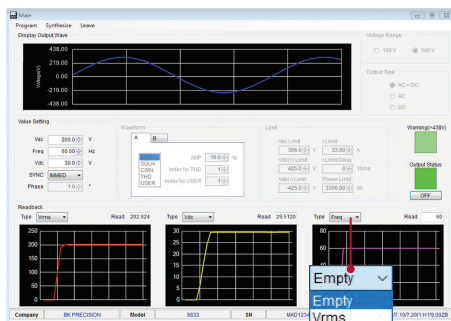 Main
Program Synthesize Leave
Display Output Wave
Voltage(V)
438.00
219.00
0.00
-219.00
-438.00
Voltage Range
150 V
300 V
Output Type
AC + DC
AC
DC
Value Setting
Vac 200.0 V
Freq 60.00 Hz
Vdc 30.0 V
SYNC IMMED
Phase 1.0 °
Waveform
A B
SQUA
CSIN
THD
USER
AMP 10.0 %
Index for THD 1
Index for USER 1
Limit
Vac Limit
I Limit
33.00 A
Vdc(+) Limit
I Limit Delay
425.0 V 0 *10ms
Vdc(-) Limit
Power Limit
-425.0 V 3300.00 VA
Warning(>438V)
Output Status
OFF
Readback
Type Vrms Read 202.024
250
200
150
100
50
0
Type Vdc Read 29.5120
30
25
20
15
10
5
0
Type Freq Read 60
80
60
40
Empty
Empty
Vrms
Company BK PRECISION Model 9833 SN